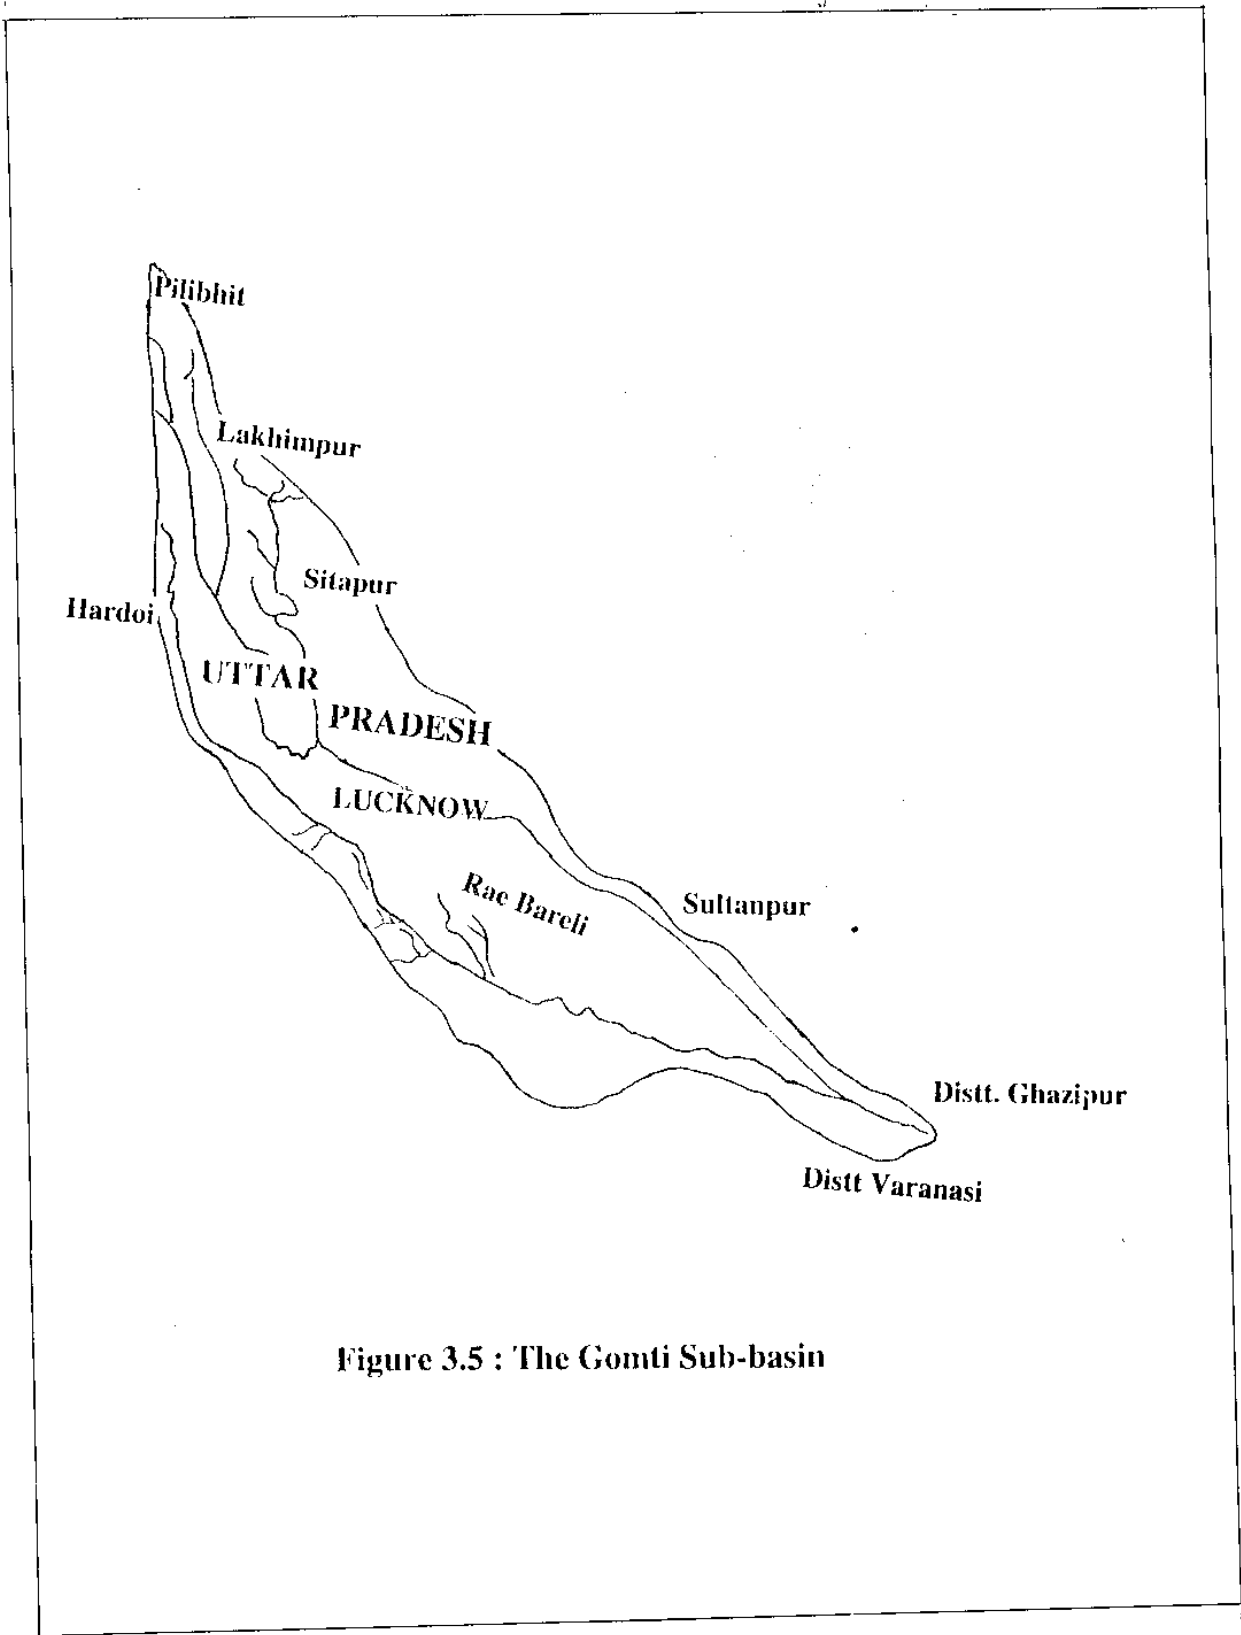 Pilibhit
Lakhimpur
Sitapur
Hardoi
UTTAR
PRADESH
LUCKNOW
Rae Bareli
Sultanpur
Distt. Ghazipur
Distt Varanasi
Figure 3.5 : The Gomti Sub-basin